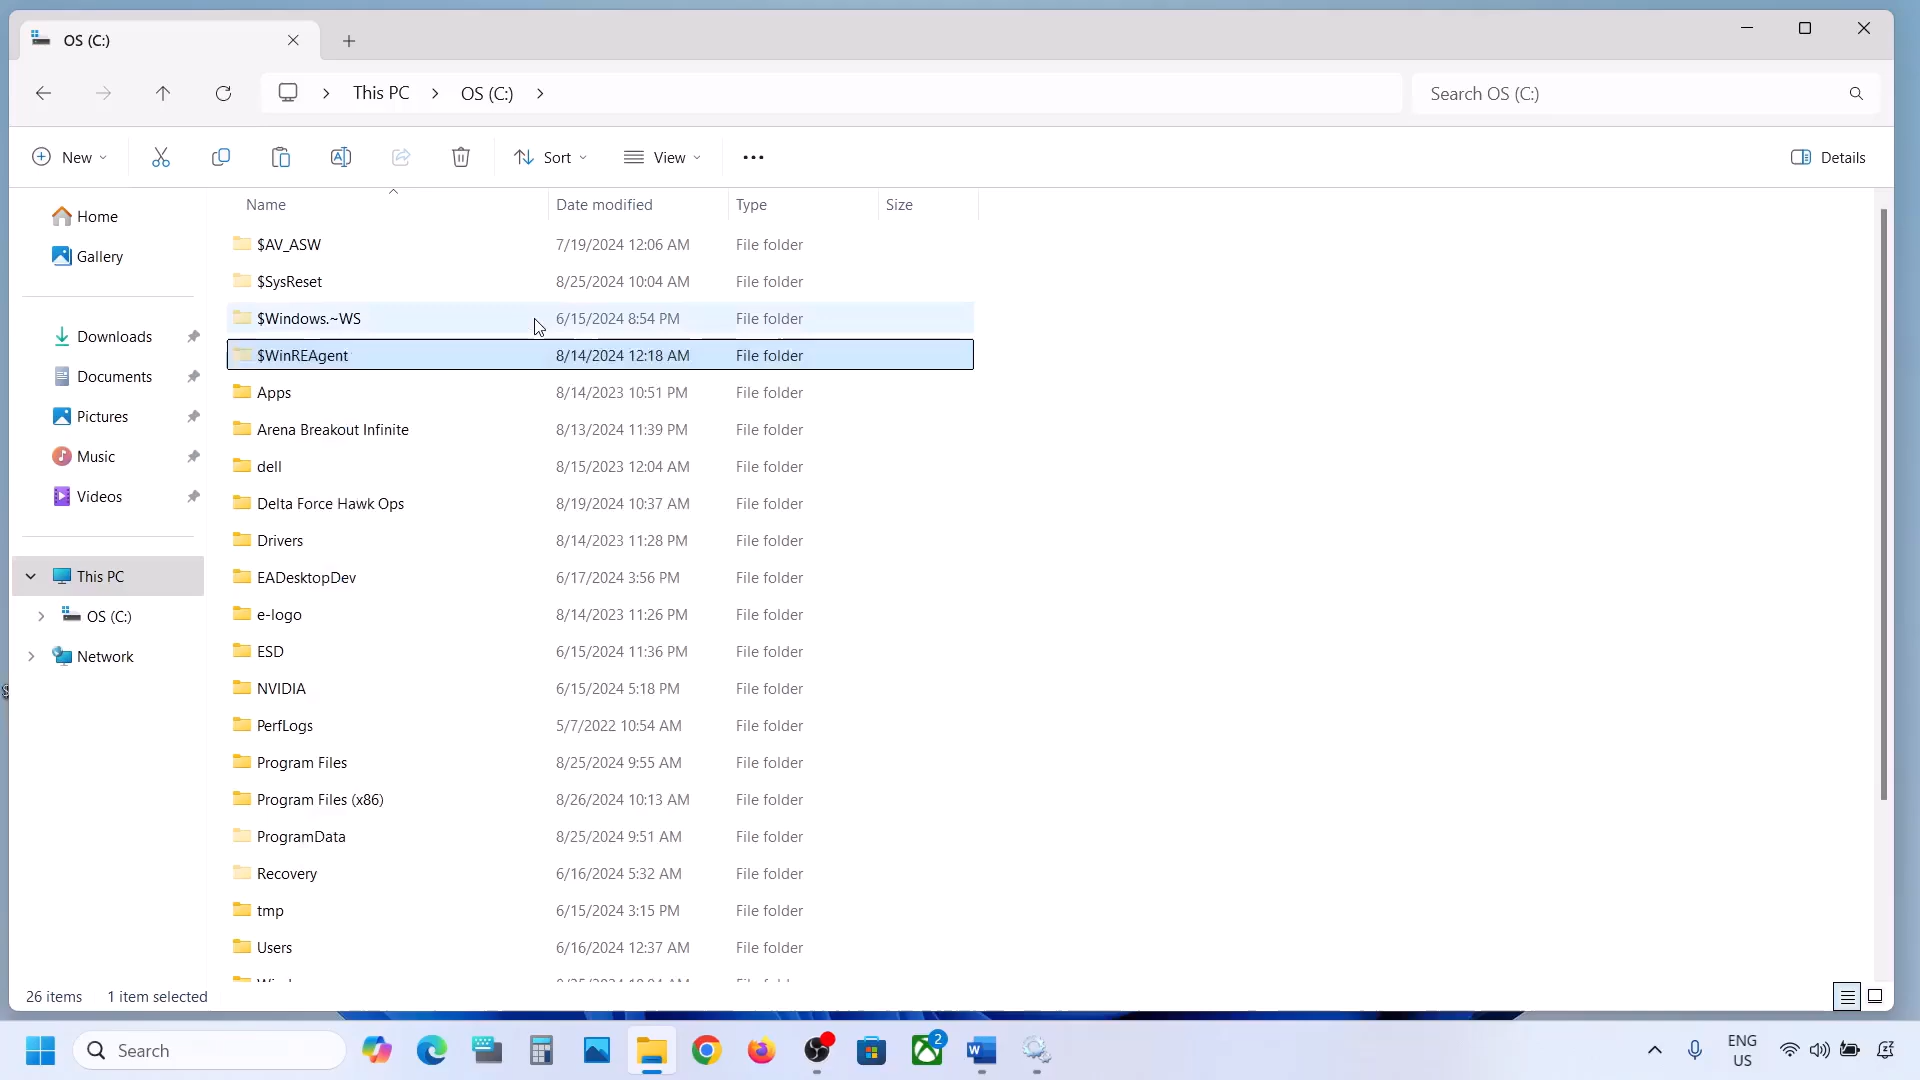 OS (C:)
This PC
OS (C:)
Search OS (C:)
New
Sort
View
Details
Name Date modified Type Size
$AV_ASW 7/19/2024 12:06 AM File folder
$SysReset 8/25/2024 10:04 AM File folder
$Windows.~WS 6/15/2024 8:54 PM File folder
$WinREAgent 8/14/2024 12:18 AM File folder
Apps 8/14/2023 10:51 PM File folder
Arena Breakout Infinite 8/13/2024 11:39 PM File folder
dell 8/15/2023 12:04 AM File folder
Delta Force Hawk Ops 8/19/2024 10:37 AM File folder
Drivers 8/14/2023 11:28 PM File folder
EADesktopDev 6/17/2024 3:56 PM File folder
e-logo 8/14/2023 11:26 PM File folder
ESD 6/15/2024 11:36 PM File folder
NVIDIA 6/15/2024 5:18 PM File folder
PerfLogs 5/7/2022 10:54 AM File folder
Program Files 8/25/2024 9:55 AM File folder
Program Files (x86) 8/26/2024 10:13 AM File folder
ProgramData 8/25/2024 9:51 AM File folder
Recovery 6/16/2024 5:32 AM File folder
tmp 6/15/2024 3:15 PM File folder
Users 6/16/2024 12:37 AM File folder
Home
Gallery
Downloads
Documents
Pictures
Music
Videos
This PC
OS (C:)
Network
26 items 1 item selected
Search
2
ENG
US